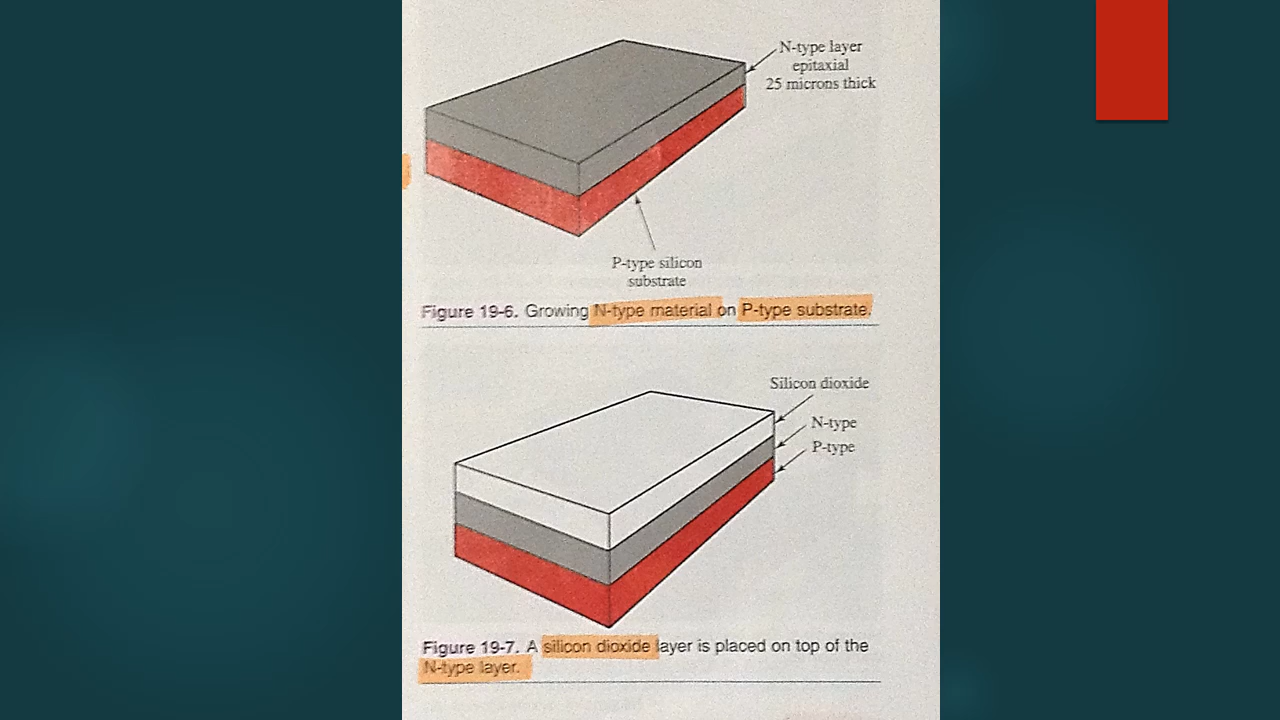 N-type layer
epitaxial
25 microns thick
P-type silicon
substrate
Figure 19-6. Growing N-type material on P-type substrate.
Silicon dioxide
N-type
P-type
Figure 19-7. A silicon dioxide layer is placed on top of the
N-type layer.